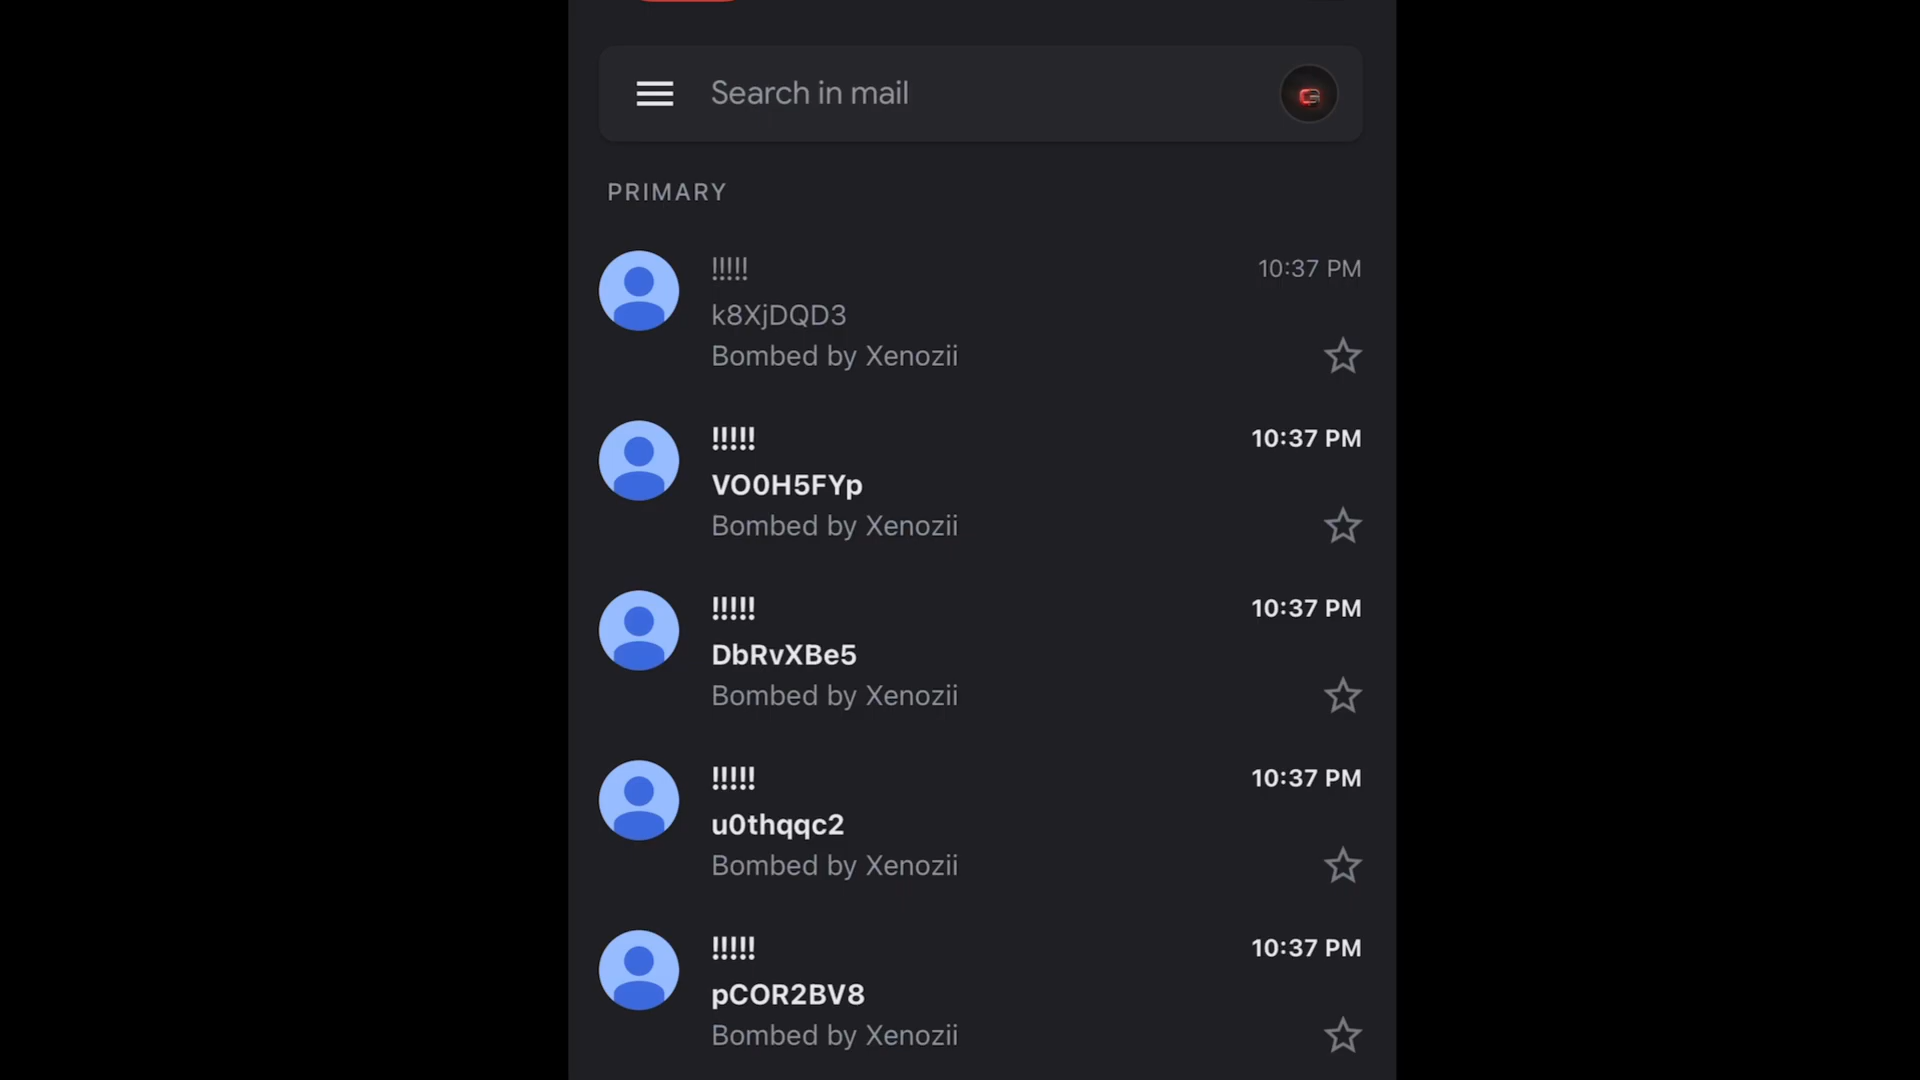 Search in mail
PRIMARY
!!!!! 10:37 PM
k8XjDQD3
Bombed by Xenozii
!!!!! 10:37 PM
VO0H5FYp
Bombed by Xenozii
!!!!! 10:37 PM
DbRvXBe5
Bombed by Xenozii
!!!!! 10:37 PM
u0thqqc2
Bombed by Xenozii
!!!!! 10:37 PM
pCOR2BV8
Bombed by Xenozii